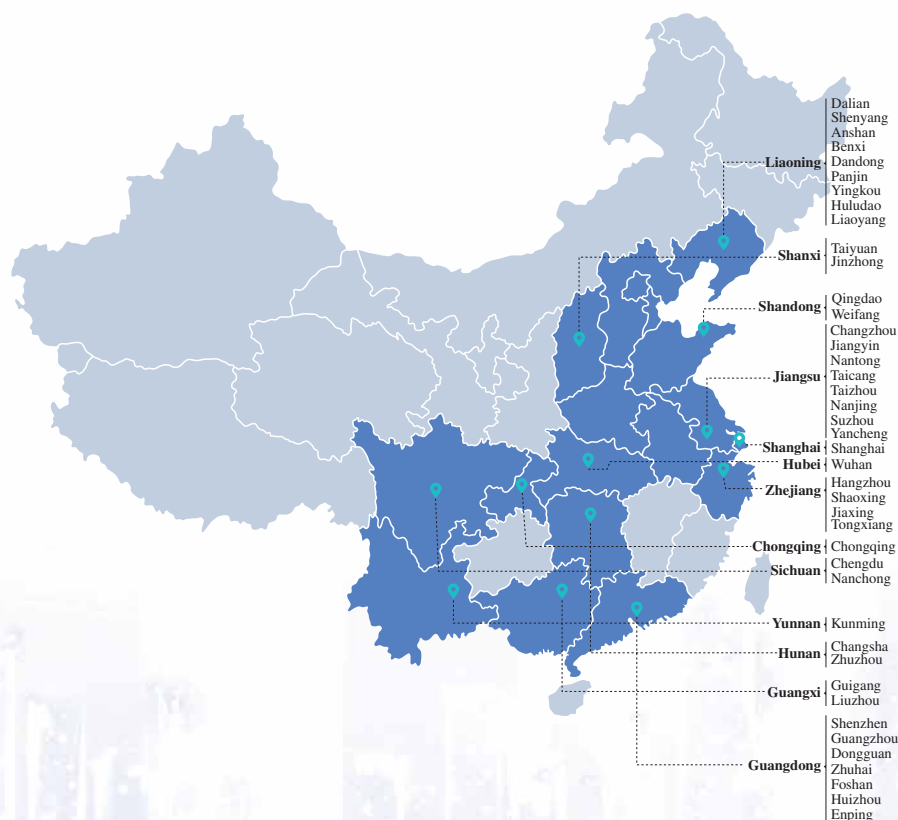 Liaoning
Dalian
Shenyang
Anshan
Benxi
Dandong
Panjin
Yingkou
Huludao
Liaoyang
Shanxi
Taiyuan
Jinzhong
Shandong
Qingdao
Weifang
Jiangsu
Changzhou
Jiangyin
Nantong
Taicang
Taizhou
Nanjing
Suzhou
Yancheng
Shanghai
Shanghai
Hubei
Wuhan
Zhejiang
Hangzhou
Shaoxing
Jiaxing
Tongxiang
Chongqing
Chongqing
Sichuan
Chengdu
Nanchong
Yunnan
Kunming
Hunan
Changsha
Zhuzhou
Guangxi
Guigang
Liuzhou
Guangdong
Shenzhen
Guangzhou
Dongguan
Zhuhai
Foshan
Huizhou
Enping